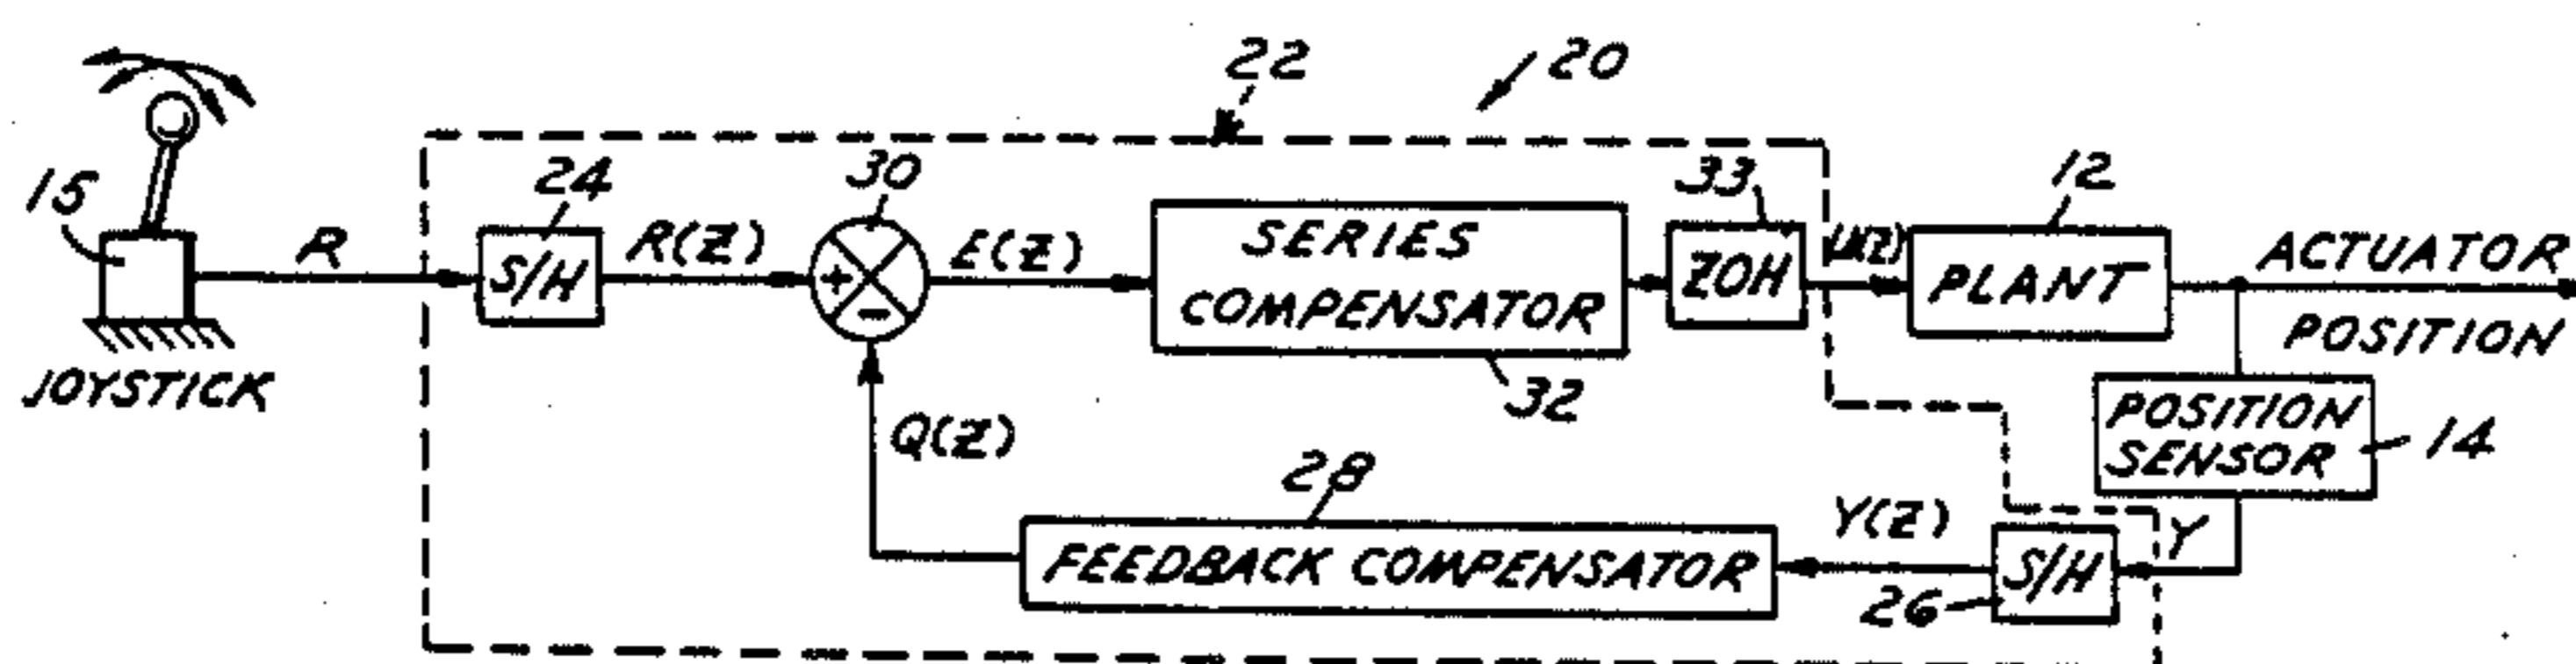 22
20
15
24
30
33
12
R
S/H
R(Z)
+
-
E(Z)
SERIES
COMPENSATOR
ZOH
U(Z)
PLANT
ACTUATOR
POSITION
JOYSTICK
32
Q(Z)
POSITION
SENSOR
14
28
FEEDBACK COMPENSATOR
Y(Z)
S/H
Y
26